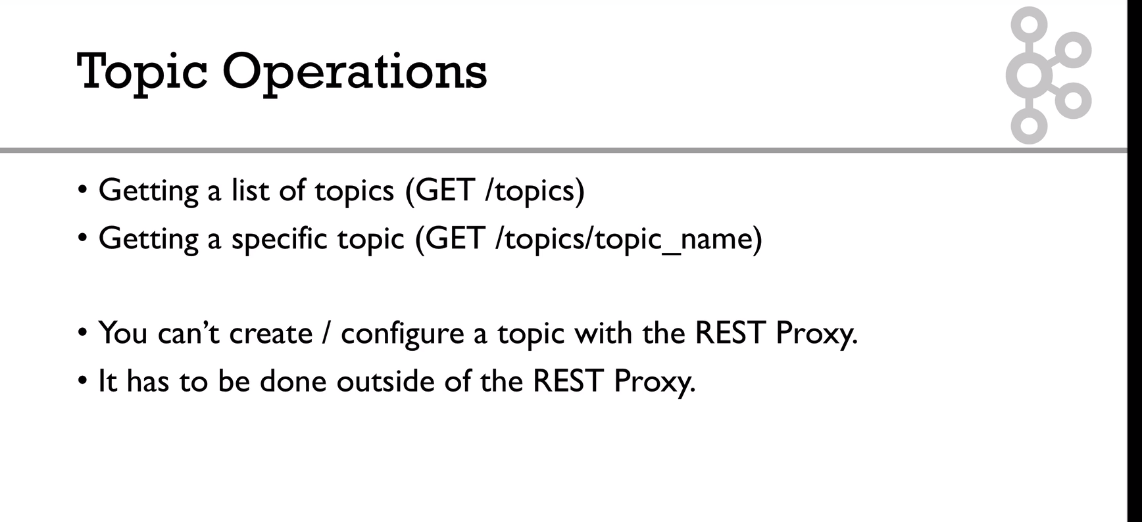 Topic Operations
• Getting a list of topics (GET /topics)
• Getting a specific topic (GET /topics/topic_name)
• You can’t create / configure a topic with the REST Proxy.
• It has to be done outside of the REST Proxy.